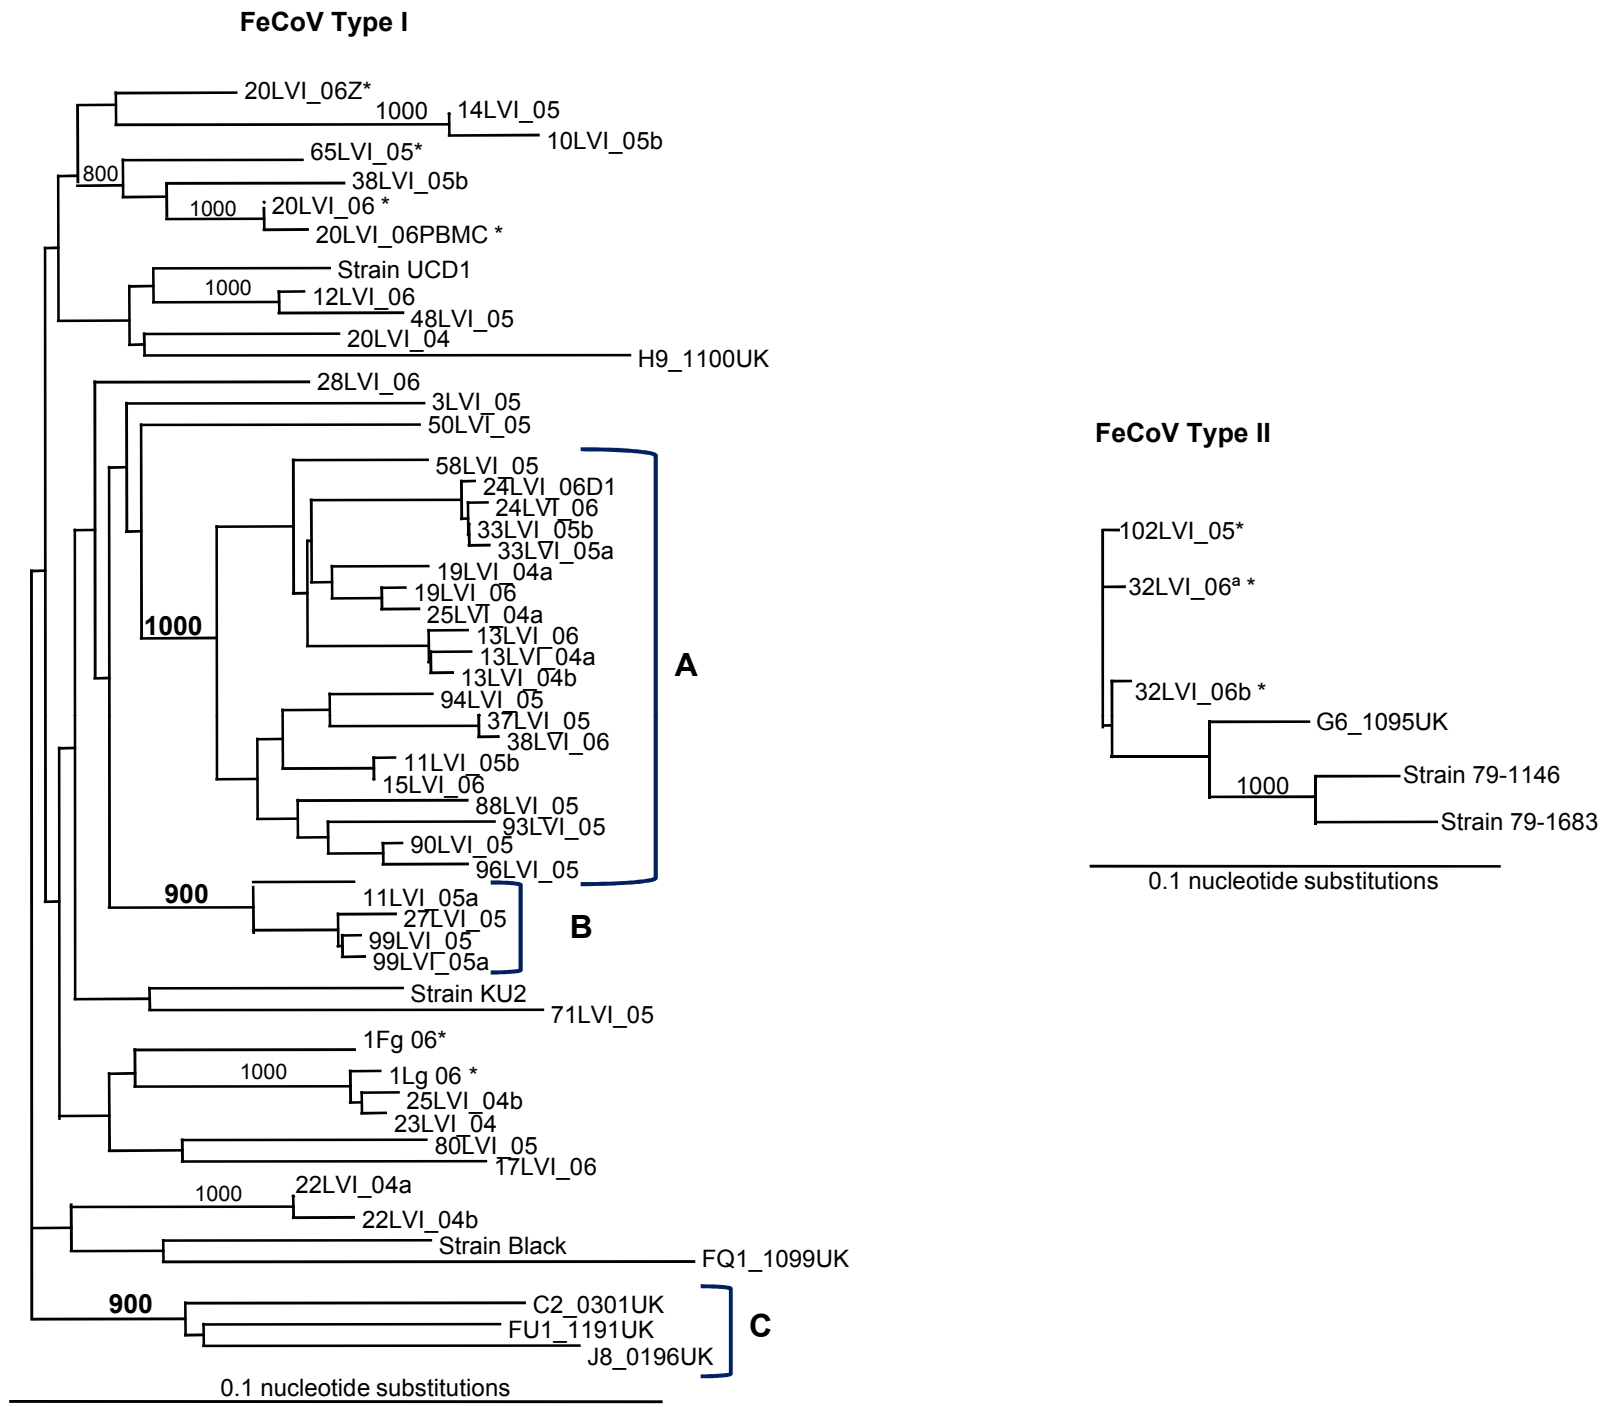 FeCoV Type I
20LVI_06Z*
1000
14LVI_05
10LVI_05b
65LVI_05*
800
38LVI_05b
1000
20LVI_06 *
20LVI_06PBMC *
Strain UCD1
1000
12LVI_06
48LVI_05
20LVI_04
H9_1100UK
28LVI_06
3LVI_05
50LVI_05
58LVI_05
24LVI_06D1
24LVI_06
33LVI_05b
33LVI_05a
19LVI_04a
19LVI_06
25LVI_04a
1000
13LVI_06
13LVI_04a
13LVI_04b
A
94LVI_05
37LVI_05
38LVI_06
11LVI_05b
15LVI_06
88LVI_05
93LVI_05
90LVI_05
96LVI_05
900
11LVI_05a
27LVI_05
B
99LVI_05
99LVI_05a
Strain KU2
71LVI_05
1Fg 06*
1000
1Lg 06 *
25LVI_04b
23LVI_04
80LVI_05
17LVI_06
1000
22LVI_04a
22LVI_04b
Strain Black
FQ1_1099UK
900
C2_0301UK
FU1_1191UK
C
J8_0196UK
0.1 nucleotide substitutions
FeCoV Type II
102LVI_05*
32LVI_06ª *
32LVI_06b *
G6_1095UK
1000
Strain 79-1146
Strain 79-1683
0.1 nucleotide substitutions